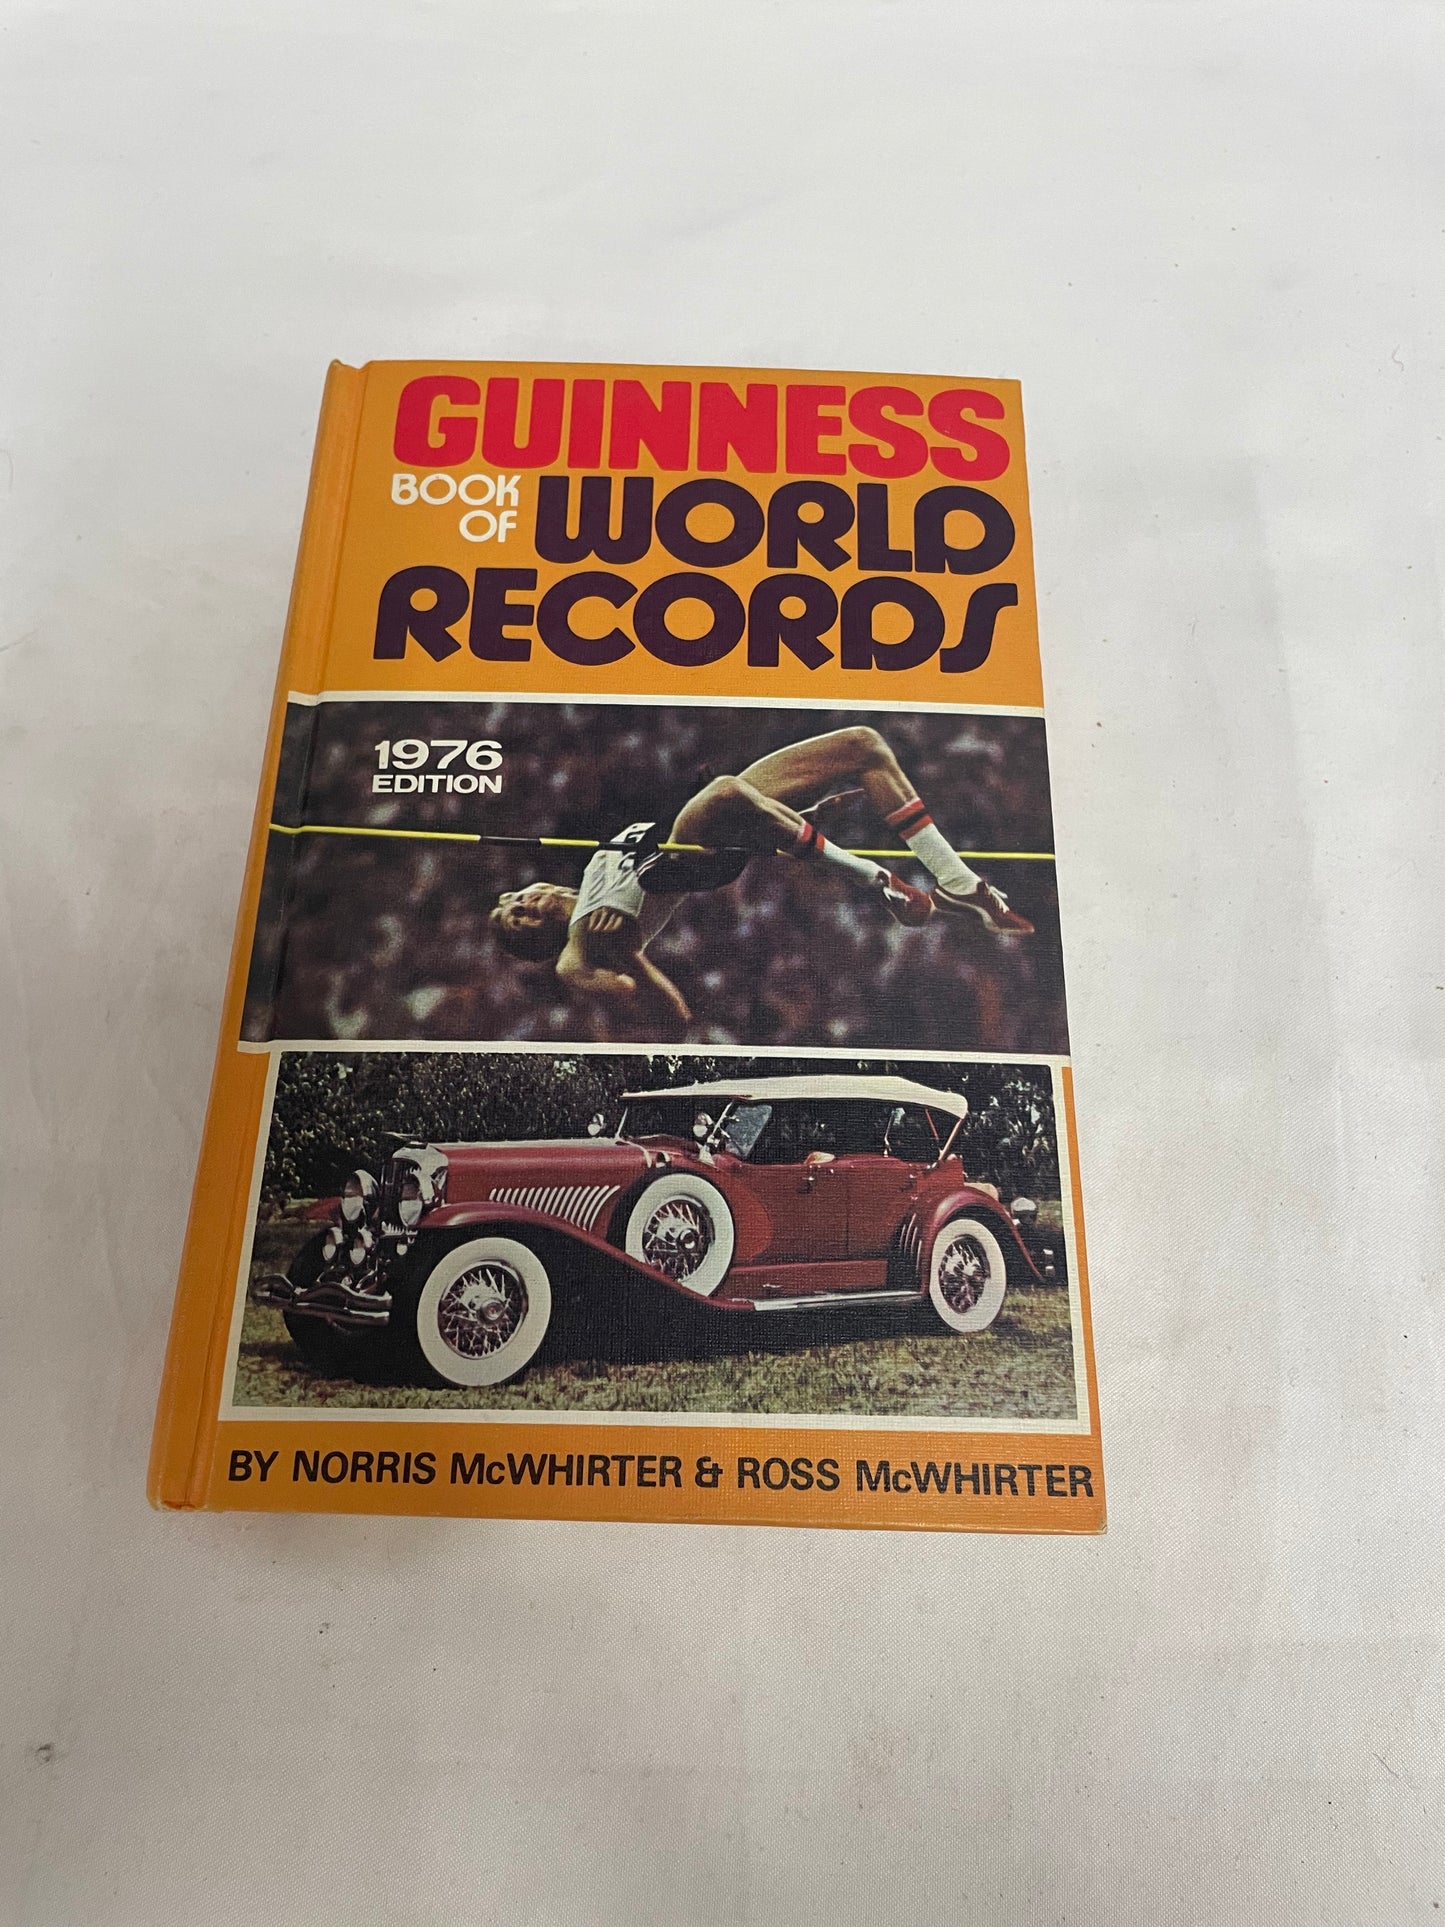 GUINNESS
BOOK
OF
WORLD
RECORDS
1976
EDITION
BY NORRIS McWHIRTER & ROSS McWHIRTER